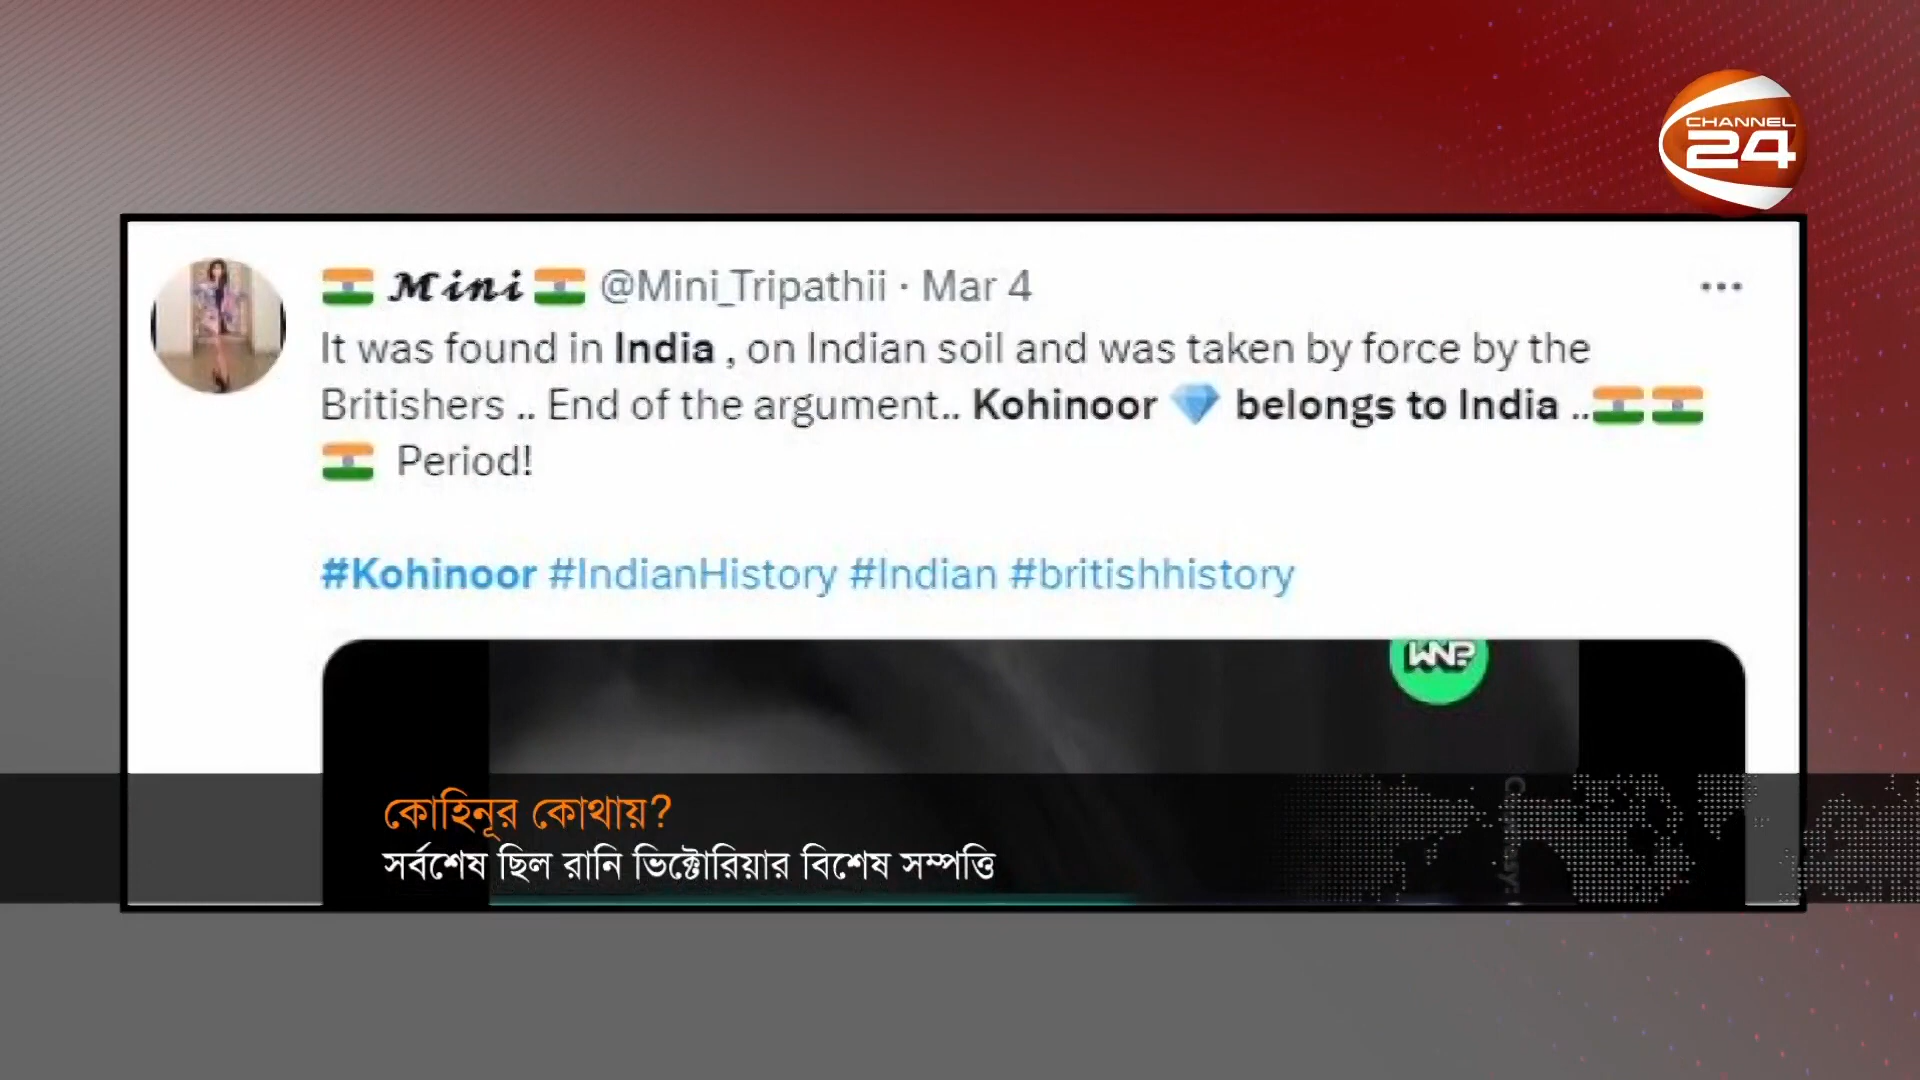 CHANNEL
24
🇮🇳 Mini 🇮🇳 @Mini_Tripathii · Mar 4
It was found in India , on Indian soil and was taken by force by the
Britishers .. End of the argument.. Kohinoor 💎 belongs to India ..🇮🇳🇮🇳
🇮🇳 Period!
#Kohinoor #IndianHistory #Indian #britishhistory
কোহিনূর কোথায়?
সর্বশেষ ছিল রানি ভিক্টোরিয়ার বিশেষ সম্পত্তি